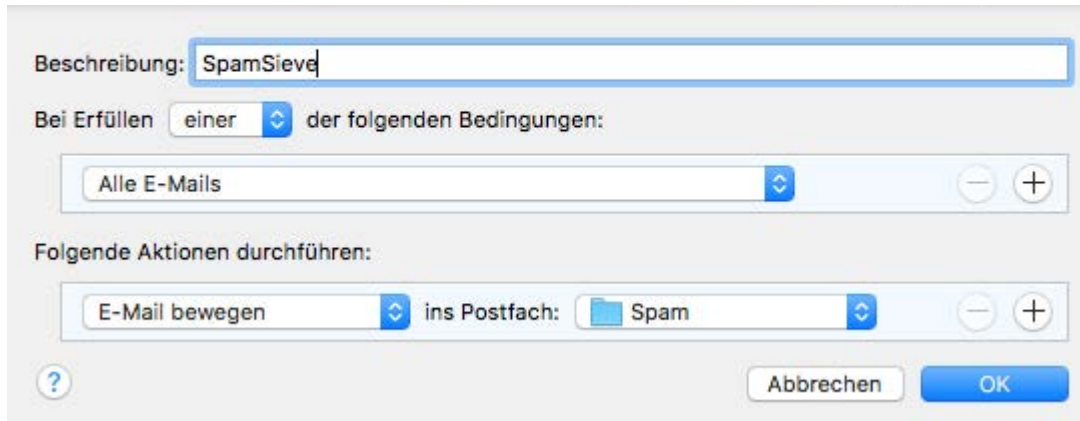 Beschreibung: SpamSieve
Bei Erfüllen einer der folgenden Bedingungen:
Alle E-Mails
Folgende Aktionen durchführen:
E-Mail bewegen ins Postfach: Spam
? Abbrechen OK